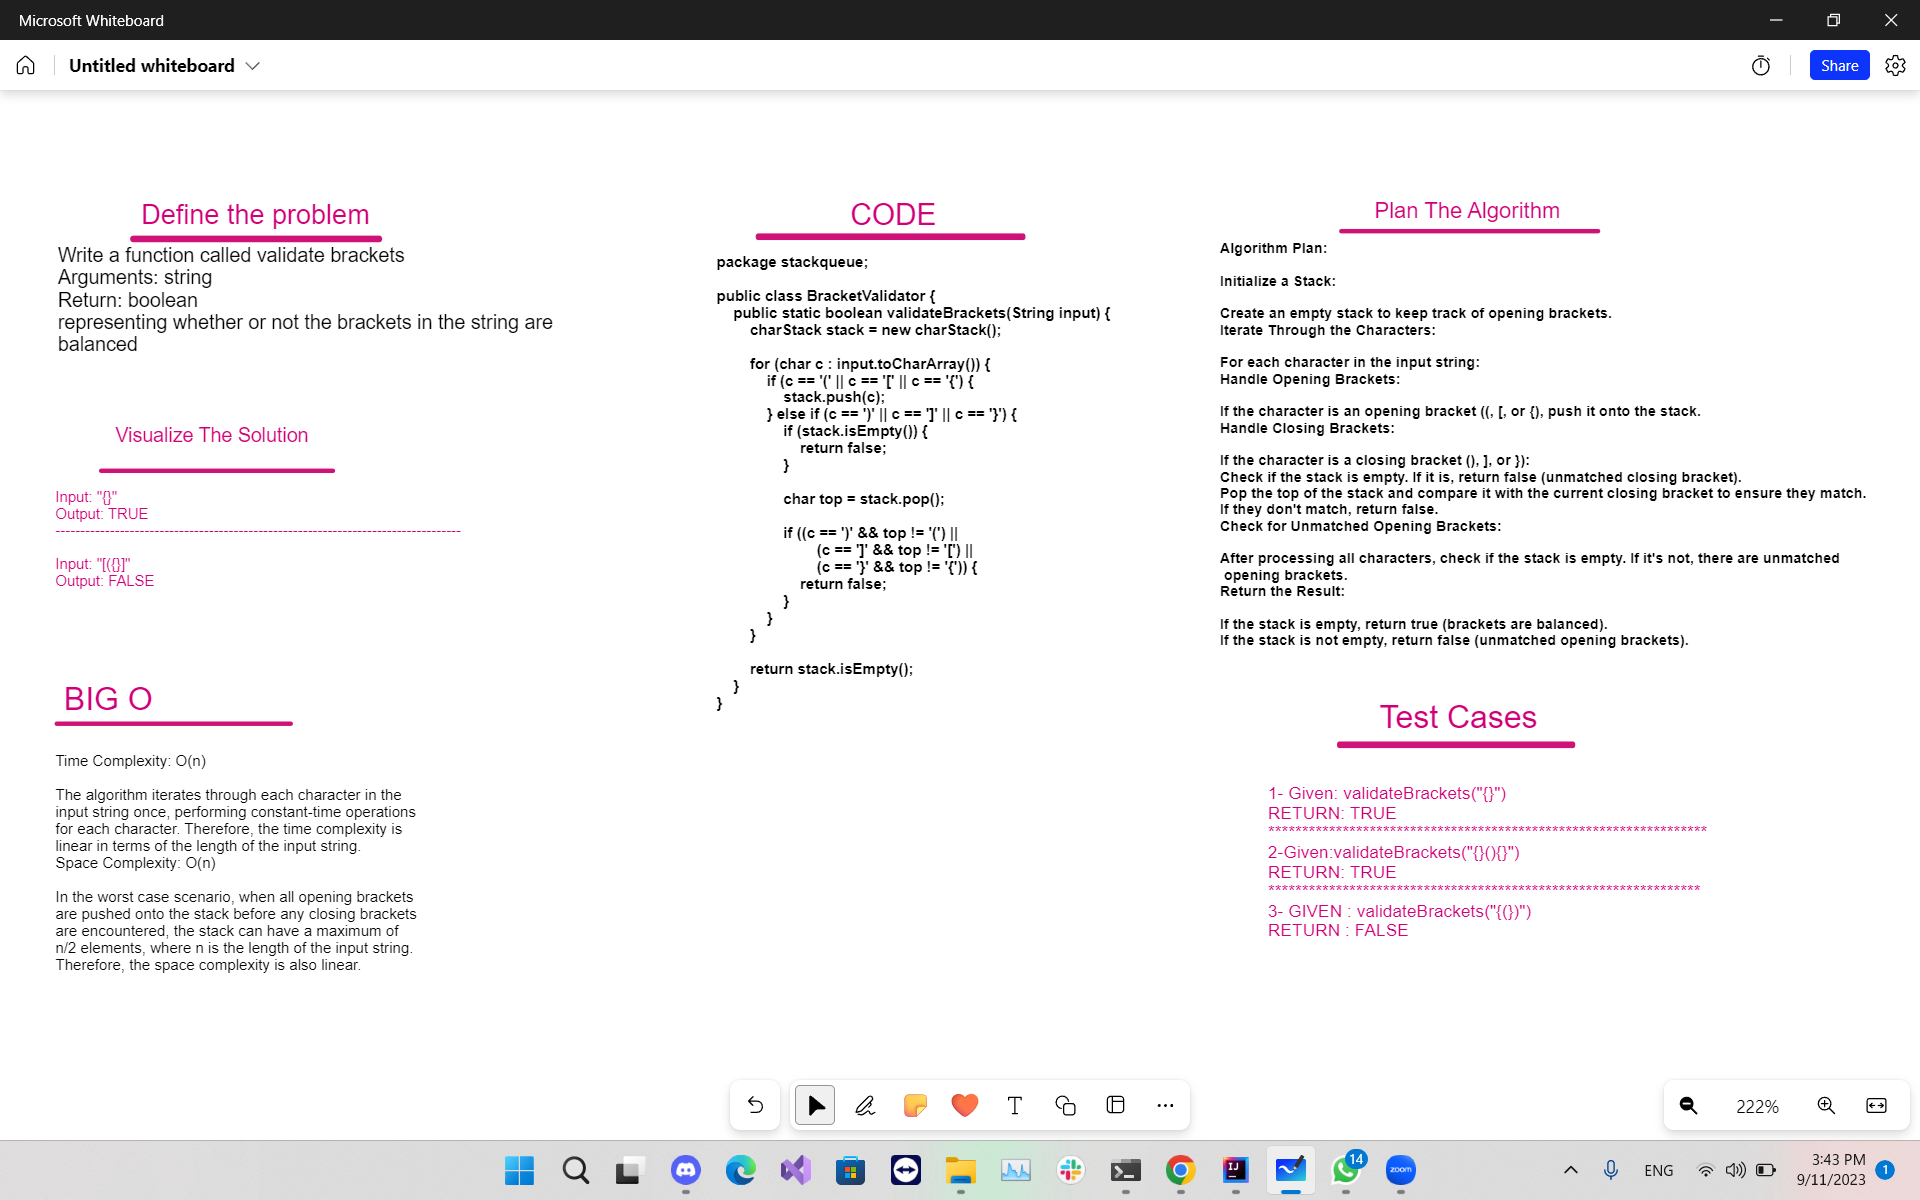 Microsoft Whiteboard
Untitled whiteboard
Share
Define the problem
Write a function called validate brackets
Arguments: string
Return: boolean
representing whether or not the brackets in the string are
balanced
Visualize The Solution
Input: "{}"
Output: TRUE
--------------------------------------------------------------------------------
Input: "[({}]"
Output: FALSE
BIG O
Time Complexity: O(n)
The algorithm iterates through each character in the
input string once, performing constant-time operations
for each character. Therefore, the time complexity is
linear in terms of the length of the input string.
Space Complexity: O(n)
In the worst case scenario, when all opening brackets
are pushed onto the stack before any closing brackets
are encountered, the stack can have a maximum of
n/2 elements, where n is the length of the input string.
Therefore, the space complexity is also linear.
CODE
package stackqueue;
public class BracketValidator {
public static boolean validateBrackets(String input) {
charStack stack = new charStack();
for (char c : input.toCharArray()) {
if (c == '(' || c == '[' || c == '{') {
stack.push(c);
} else if (c == ')' || c == ']' || c == '}') {
if (stack.isEmpty()) {
return false;
}
char top = stack.pop();
if ((c == ')' && top != '(') ||
(c == ']' && top != '[') ||
(c == '}' && top != '{')) {
return false;
}
}
}
return stack.isEmpty();
}
}
Plan The Algorithm
Algorithm Plan:
Initialize a Stack:
Create an empty stack to keep track of opening brackets.
Iterate Through the Characters:
For each character in the input string:
Handle Opening Brackets:
If the character is an opening bracket ((, [, or {), push it onto the stack.
Handle Closing Brackets:
If the character is a closing bracket (), ], or }):
Check if the stack is empty. If it is, return false (unmatched closing bracket).
Pop the top of the stack and compare it with the current closing bracket to ensure they match.
If they don't match, return false.
Check for Unmatched Opening Brackets:
After processing all characters, check if the stack is empty. If it's not, there are unmatched
opening brackets.
Return the Result:
If the stack is empty, return true (brackets are balanced).
If the stack is not empty, return false (unmatched opening brackets).
Test Cases
1- Given: validateBrackets("{}")
RETURN: TRUE
*****************************************************************
2-Given:validateBrackets("{}(){}")
RETURN: TRUE
****************************************************************
3- GIVEN : validateBrackets("{(})")
RETURN : FALSE
222%
14
zoom
IJ
ENG
3:43 PM
9/11/2023
1